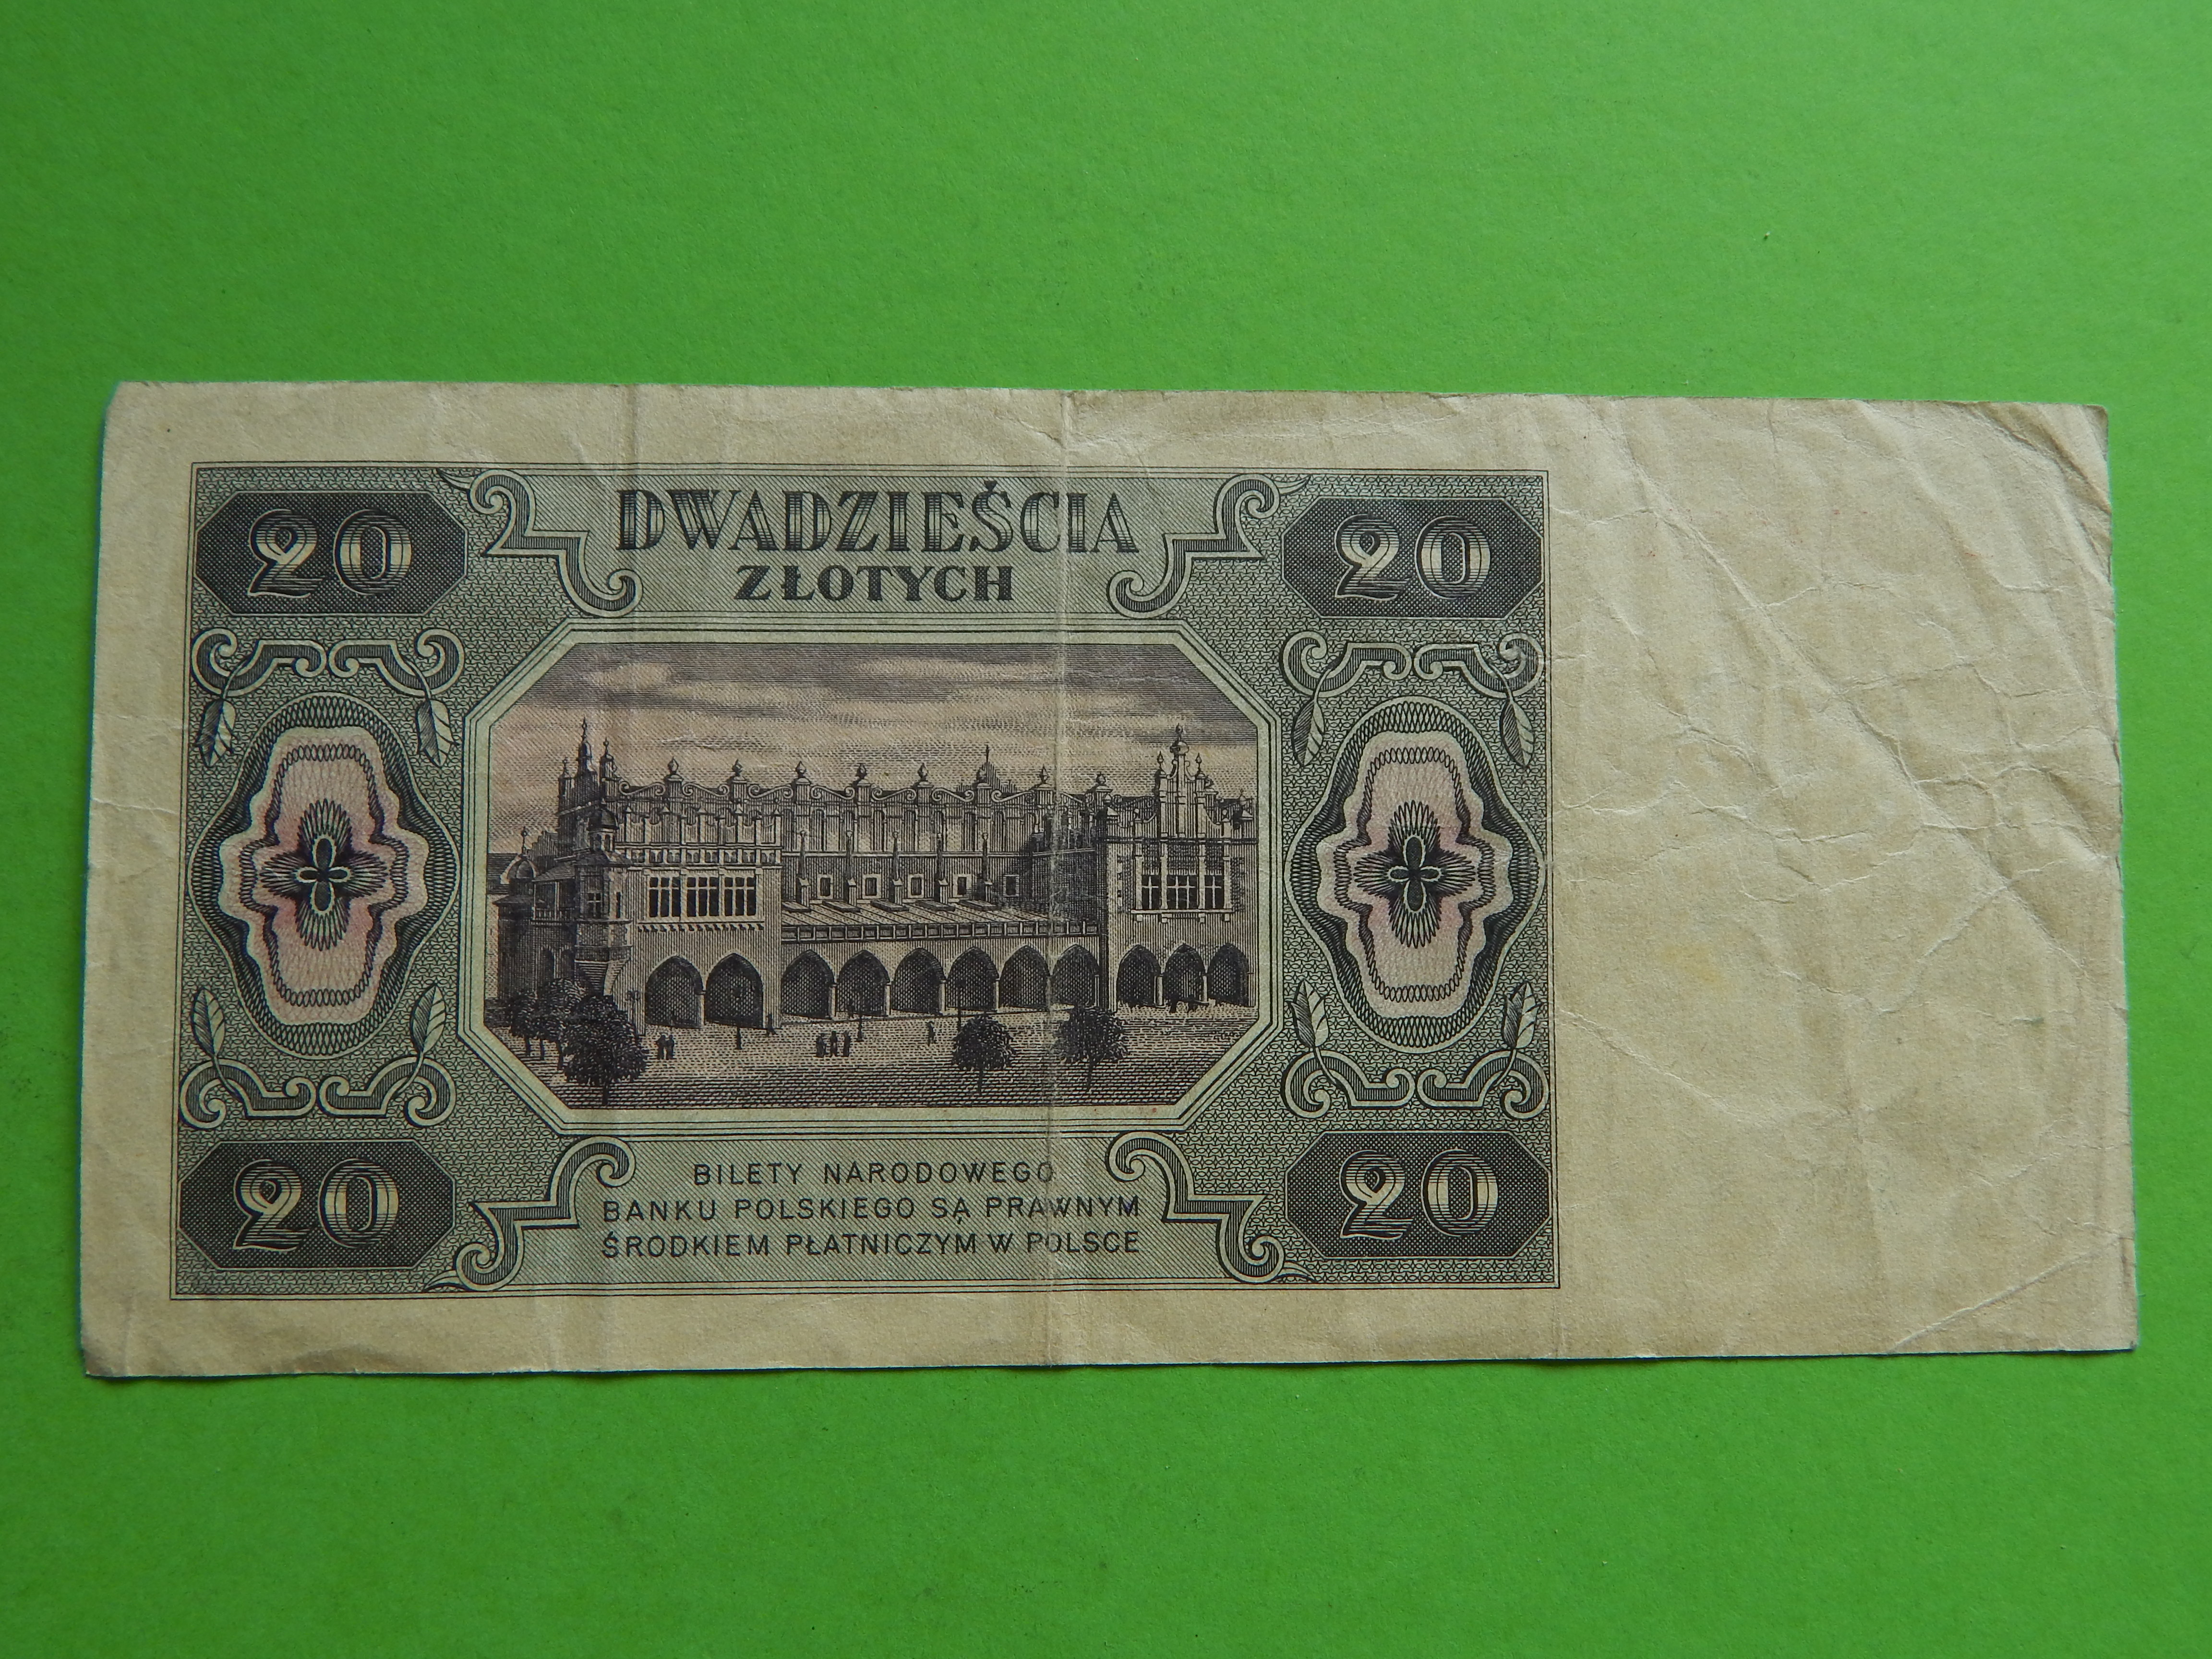 20
DWADZIEŚCIA
ZŁOTYCH
20
20
BILETY NARODOWEGO
BANKU POLSKIEGO SĄ PRAWNYM
ŚRODKIEM PŁATNICZYM W POLSCE
20